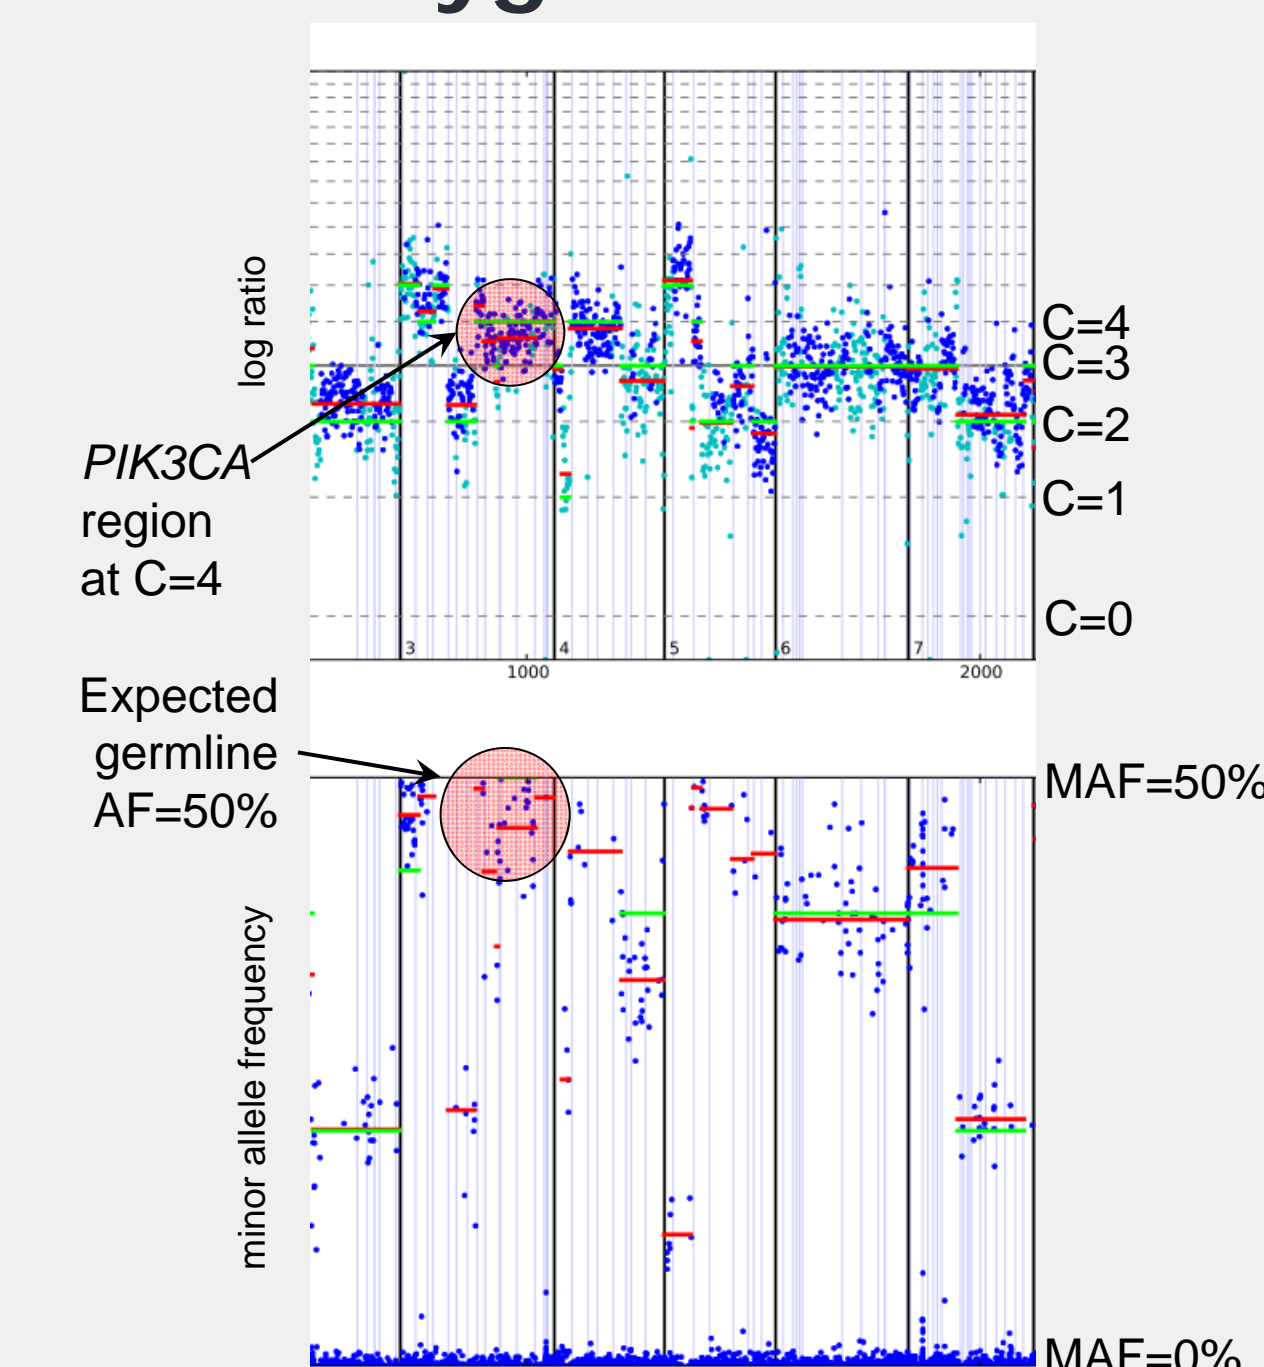 log ratio
C=4
C=3
C=2
C=1
C=0
PIK3CA
region
at C=4
3
4
5
6
7
1000
2000
Expected
germline
AF=50%
MAF=50%
minor allele frequency
MAF=0%